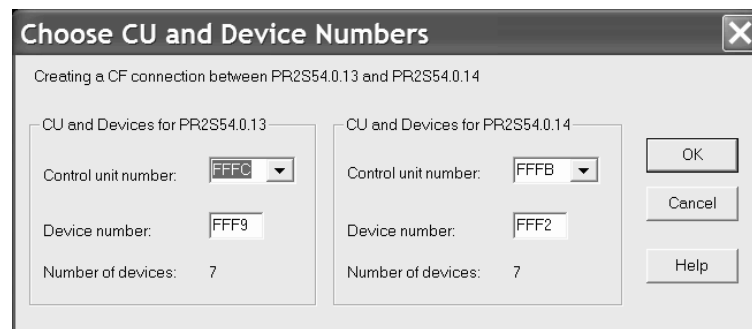 Choose CU and Device Numbers
Creating a CF connection between PR2S54.0.13 and PR2S54.0.14
CU and Devices for PR2S54.0.13
Control unit number: FFFC
Device number: FFF9
Number of devices: 7
CU and Devices for PR2S54.0.14
Control unit number: FFFB
Device number: FFF2
Number of devices: 7
OK
Cancel
Help